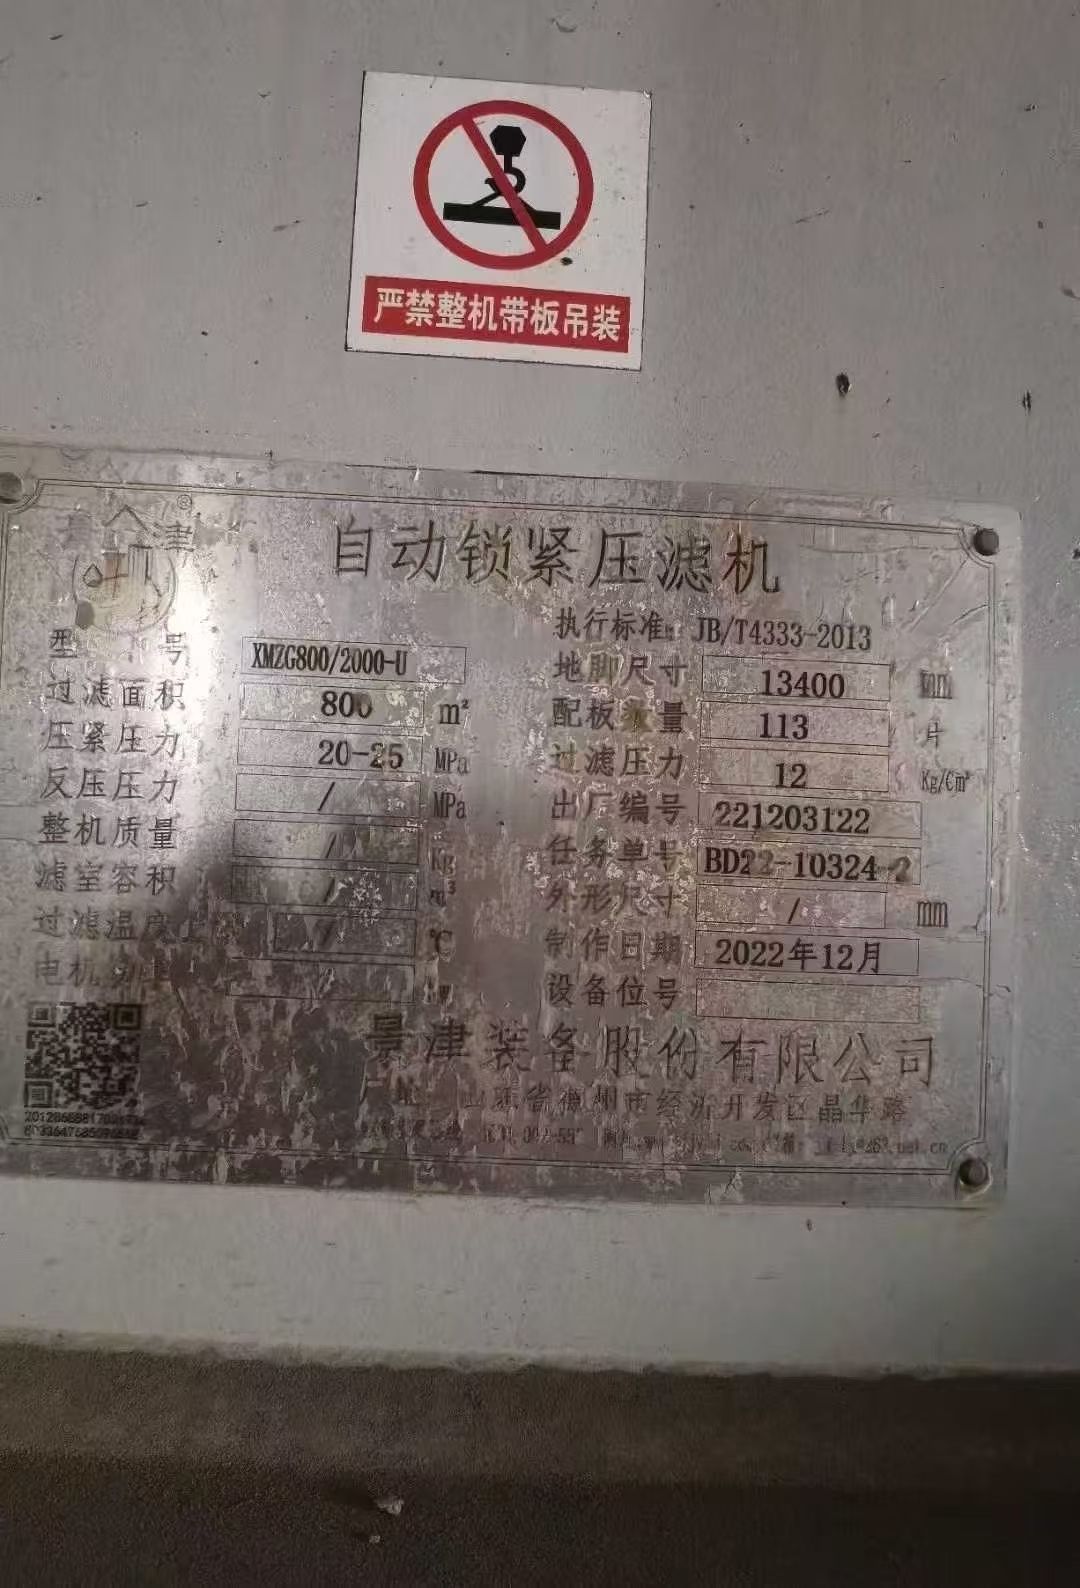 严禁整机带板吊装
津®
自动锁紧压滤机
执行标准: JB/T4333-2013
型号 XMZG800/2000-U
地脚尺寸 13400 mm
过滤面积 800 m²
配板数量 113 片
压紧压力 20-25 MPa
过滤压力 12 Kg/Cm²
反压压力 / MPa
出厂编号 221203122
整机质量 / Kg
任务单号 BD22-10324-2
滤室容积 / m³
外形尺寸 / mm
过滤温度 / ℃
制作日期 2022年12月
电机功率
设备位号
景津装备股份有限公司
山东省德州市经济开发区晶华路